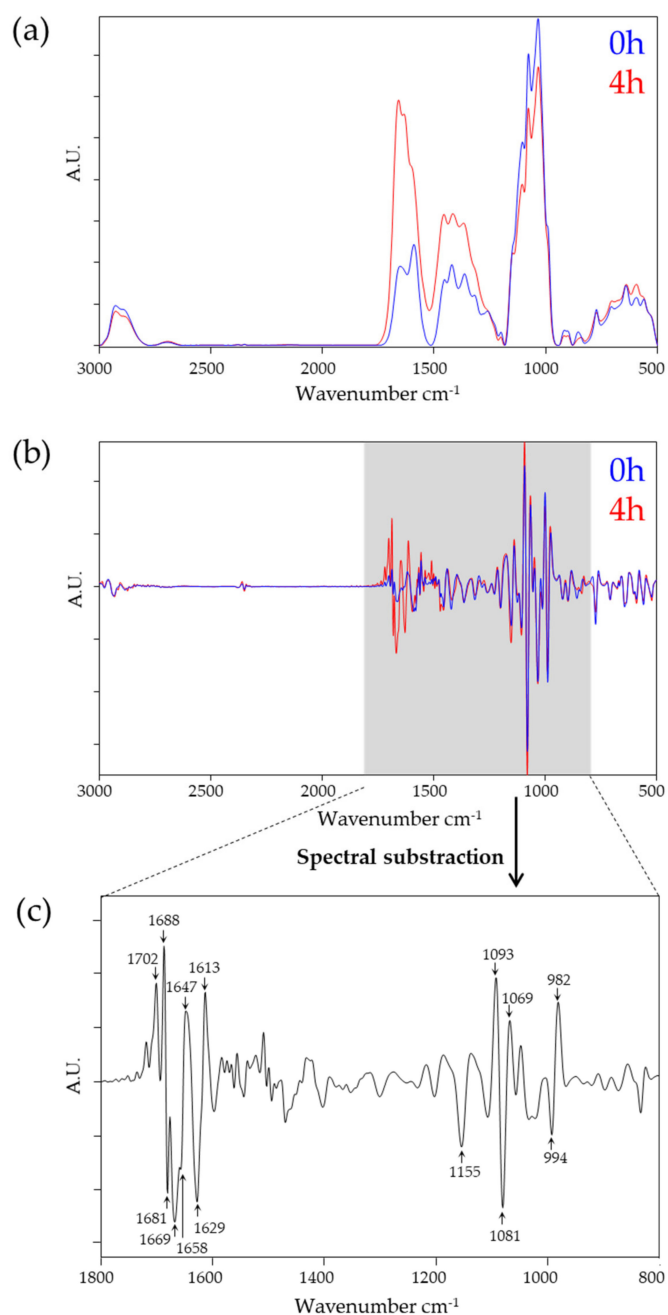 (a)
0h
4h
A.U.
3000 2500 2000 1500 1000 500
Wavenumber cm-1
(b)
0h
4h
A.U.
3000 2500 2000 1500 1000 500
Wavenumber cm-1
Spectral substraction
(c)
1688
1702
1647
1613
1093
1069
982
A.U.
1681
1669
1658
1629
1155
1081
994
1800 1600 1400 1200 1000 800
Wavenumber cm-1